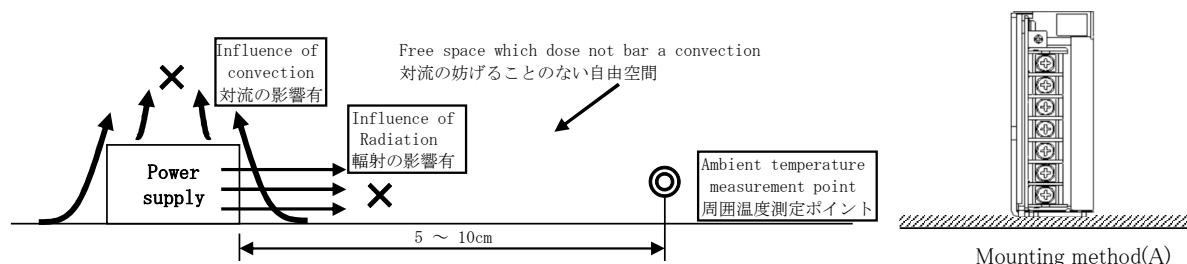 Influence of
convection
対流の影響有
Free space which dose not bar a convection
対流の妨げることのない自由空間
Influence of
Radiation
輻射の影響有
Power
supply
Ambient temperature
measurement point
周囲温度測定ポイント
5 ～ 10cm
Mounting method(A)